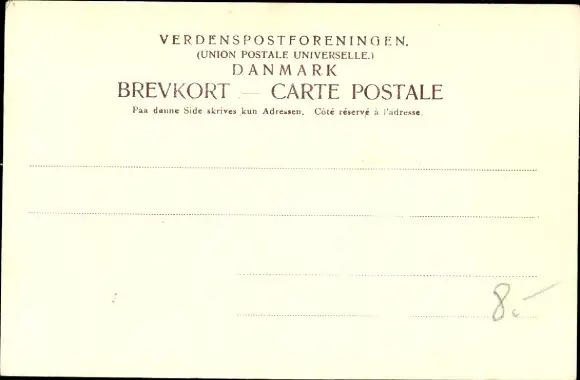 VERDENSPOSTFORENINGEN.
(UNION POSTALE UNIVERSELLE.)
DANMARK
BREVKORT — CARTE POSTALE
Paa denne Side skrives kun Adressen. Côté réservé à l'adresse.
8,-